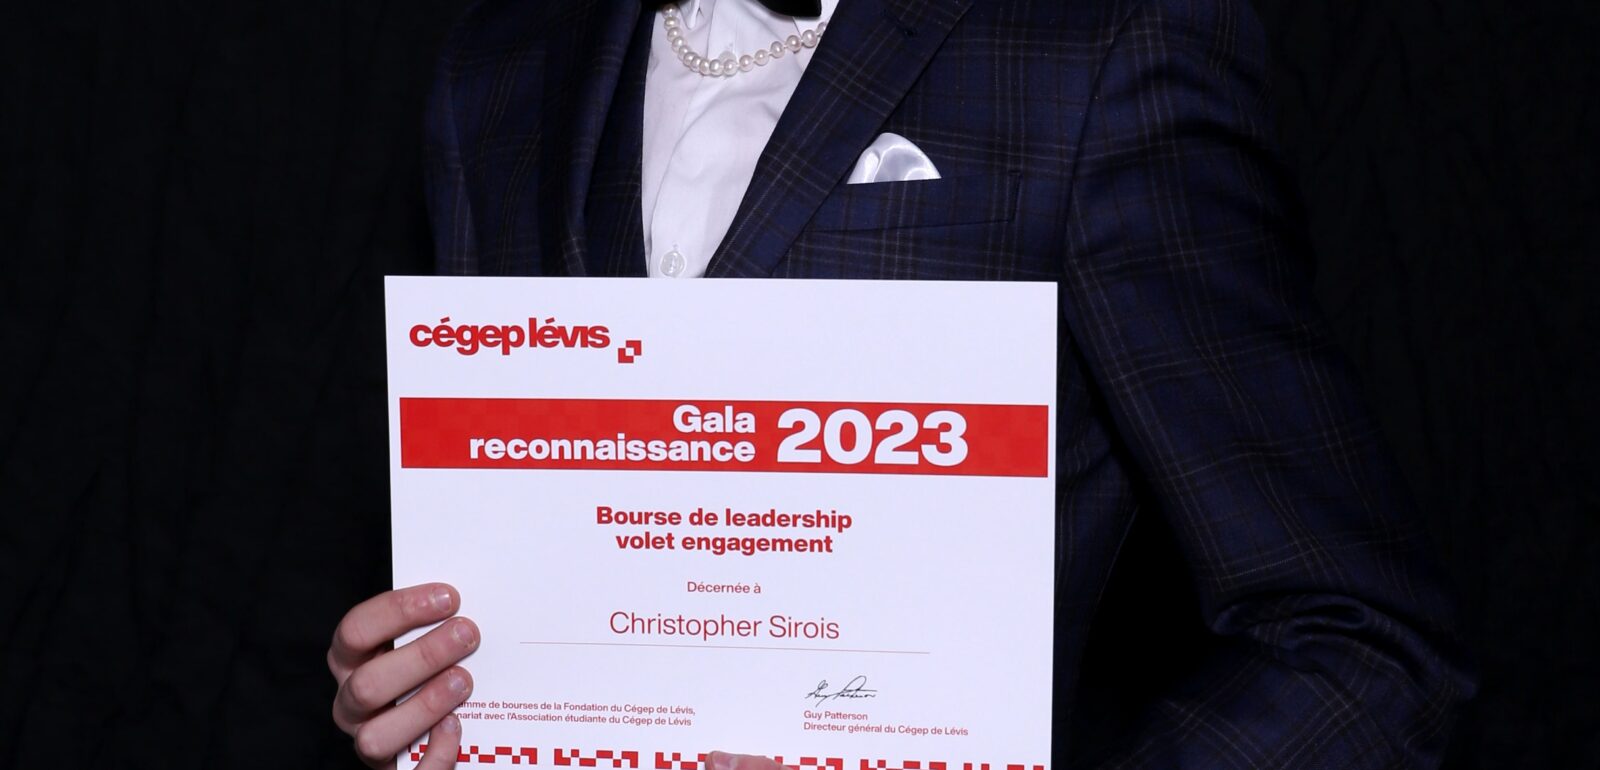 cégep lévis
Gala
reconnaissance 2023
Bourse de leadership
volet engagement
Décernée à
Christopher Sirois
de bourses de la Fondation du Cégep de Lévis,
avec l'Association étudiante du Cégep de Lévis
Guy Patterson
Directeur général du Cégep de Lévis